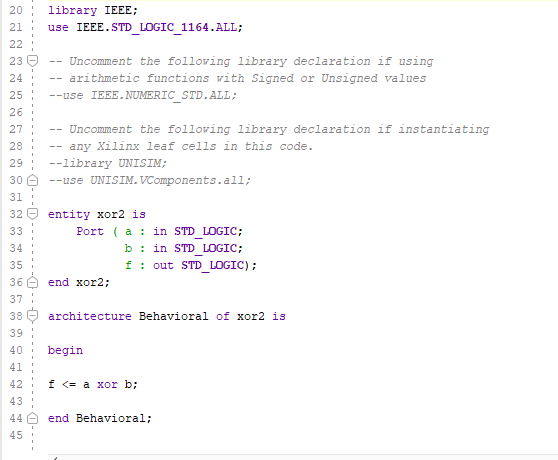 20 library IEEE;
21 use IEEE.STD_LOGIC_1164.ALL;
22
23 -- Uncomment the following library declaration if using
24 -- arithmetic functions with Signed or Unsigned values
25 --use IEEE.NUMERIC_STD.ALL;
26
27 -- Uncomment the following library declaration if instantiating
28 -- any Xilinx leaf cells in this code.
29 --library UNISIM;
30 --use UNISIM.VComponents.all;
31
32 entity xor2 is
33     Port ( a : in STD_LOGIC;
34            b : in STD_LOGIC;
35            f : out STD_LOGIC);
36 end xor2;
37
38 architecture Behavioral of xor2 is
39
40 begin
41
42 f <= a xor b;
43
44 end Behavioral;
45